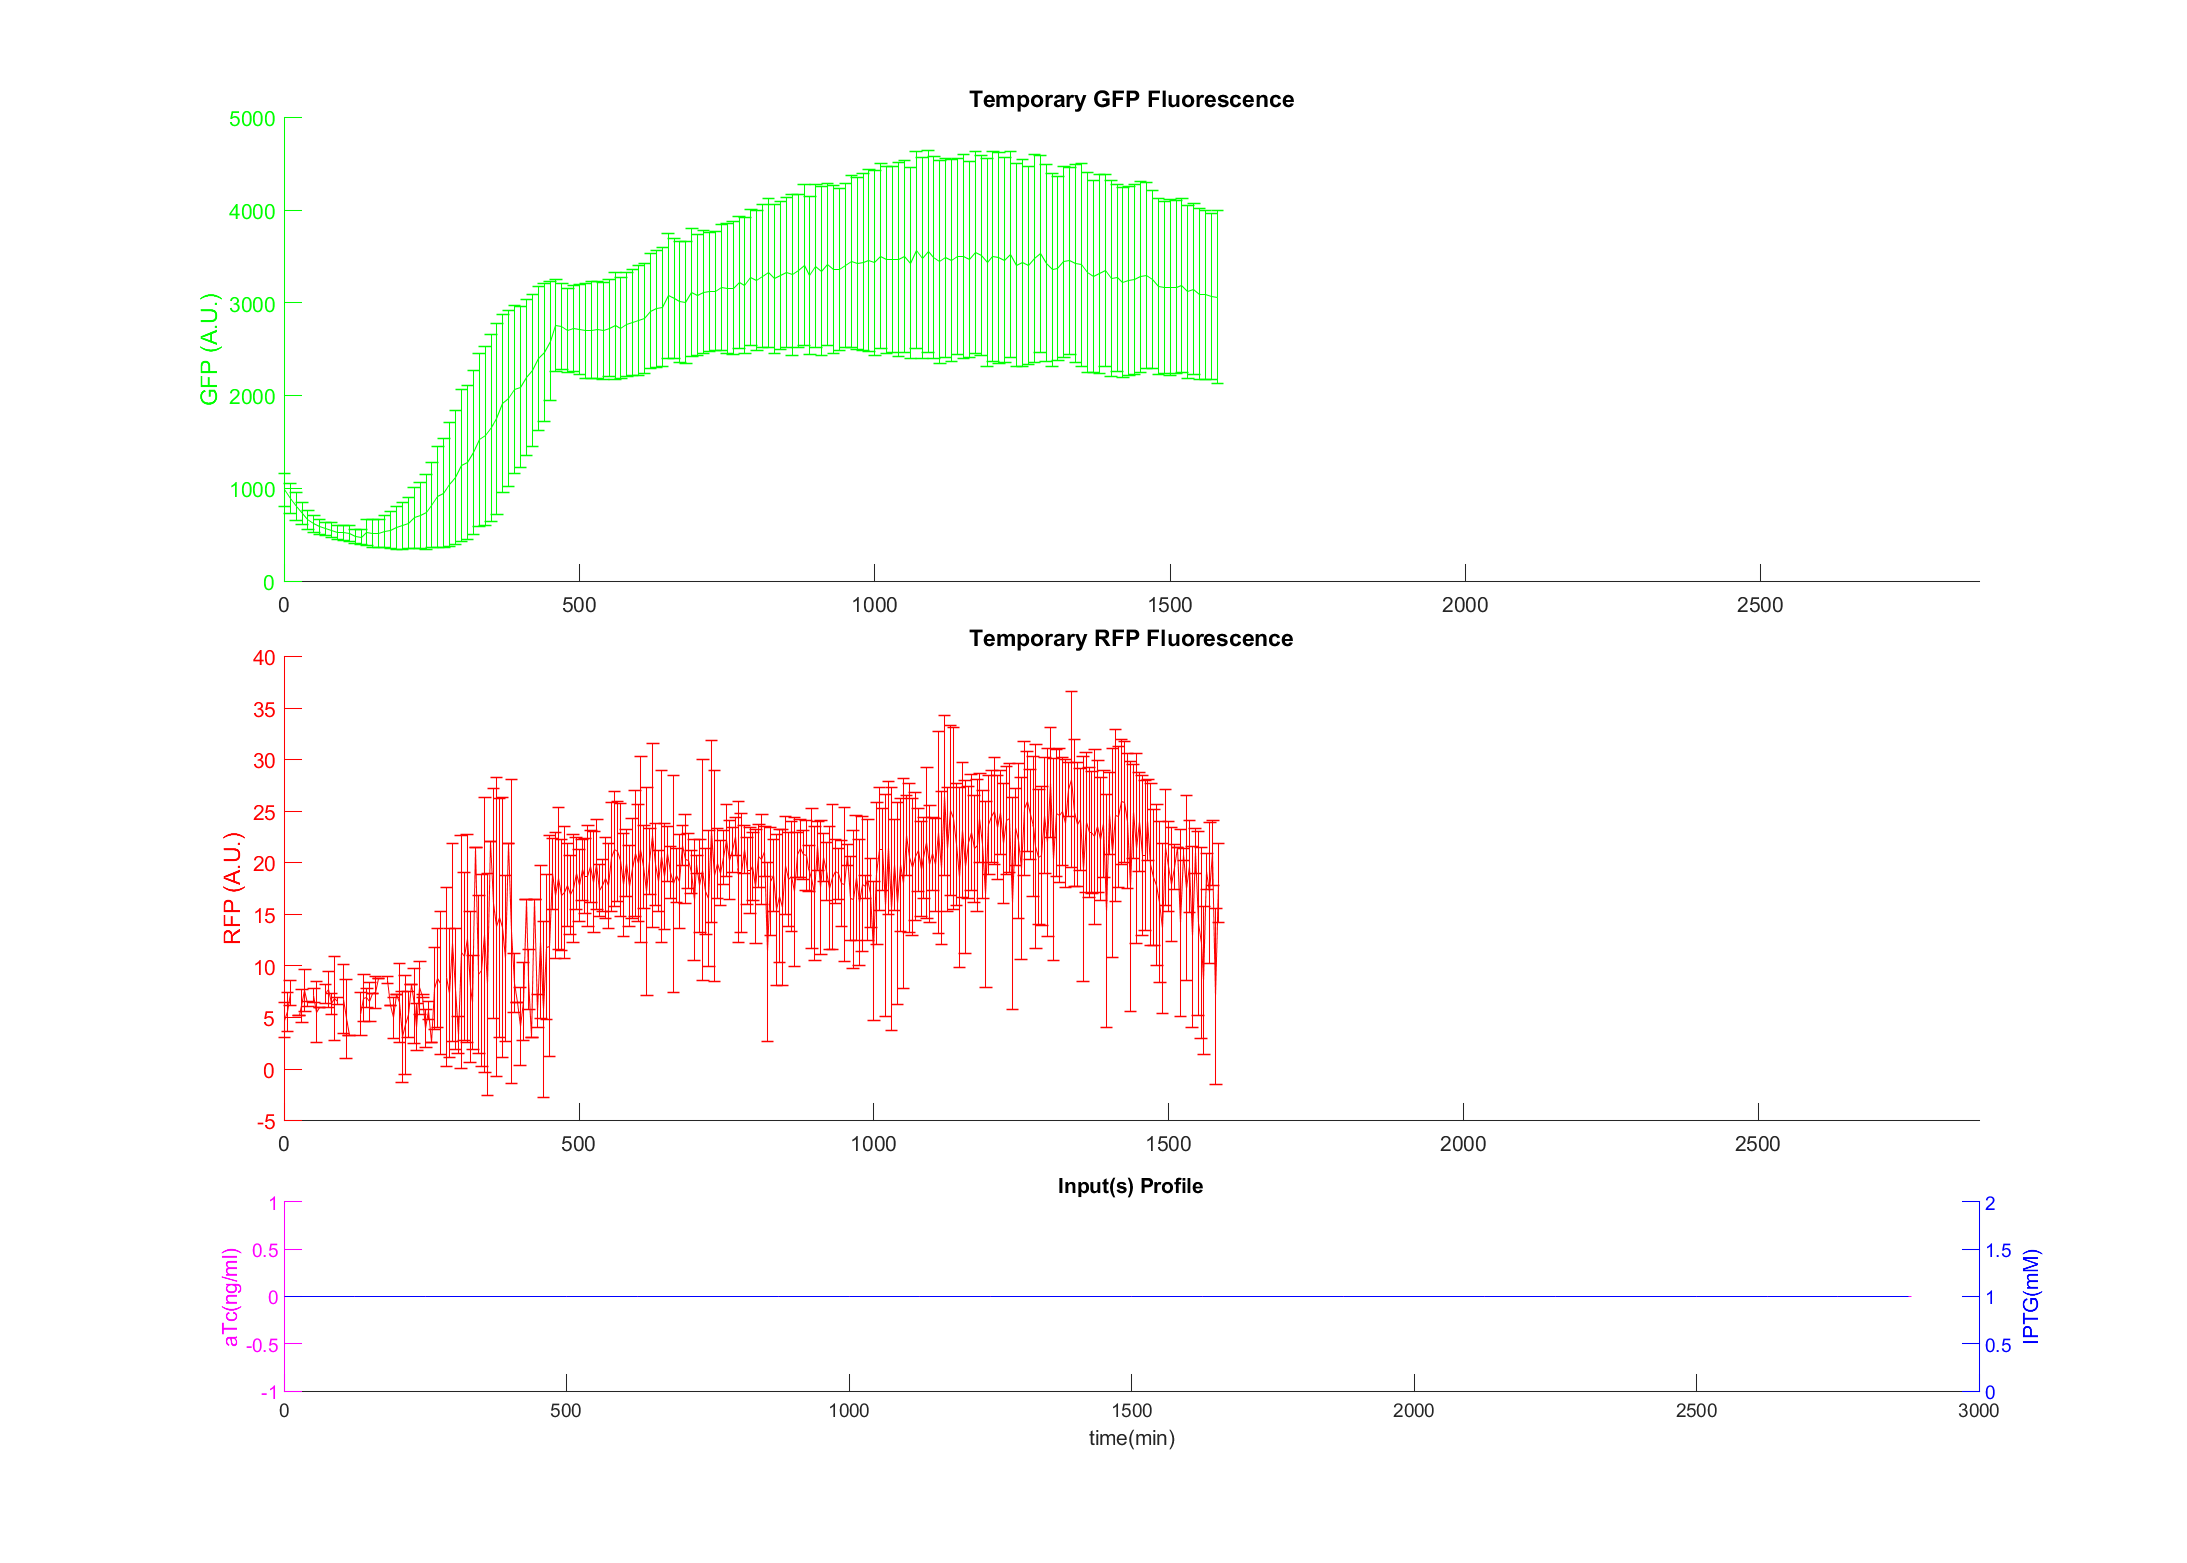 Temporary GFP Fluorescence
5000
4000
3000
2000
1000
0
GFP (A.U.)
0 500 1000 1500 2000 2500
Temporary RFP Fluorescence
40
35
30
25
20
15
10
5
0
-5
RFP (A.U.)
0 500 1000 1500 2000 2500
Input(s) Profile
1
0.5
0
-0.5
-1
aTc(ng/ml)
2
1.5
1
0.5
0
IPTG(mM)
0 500 1000 1500 2000 2500 3000
time(min)